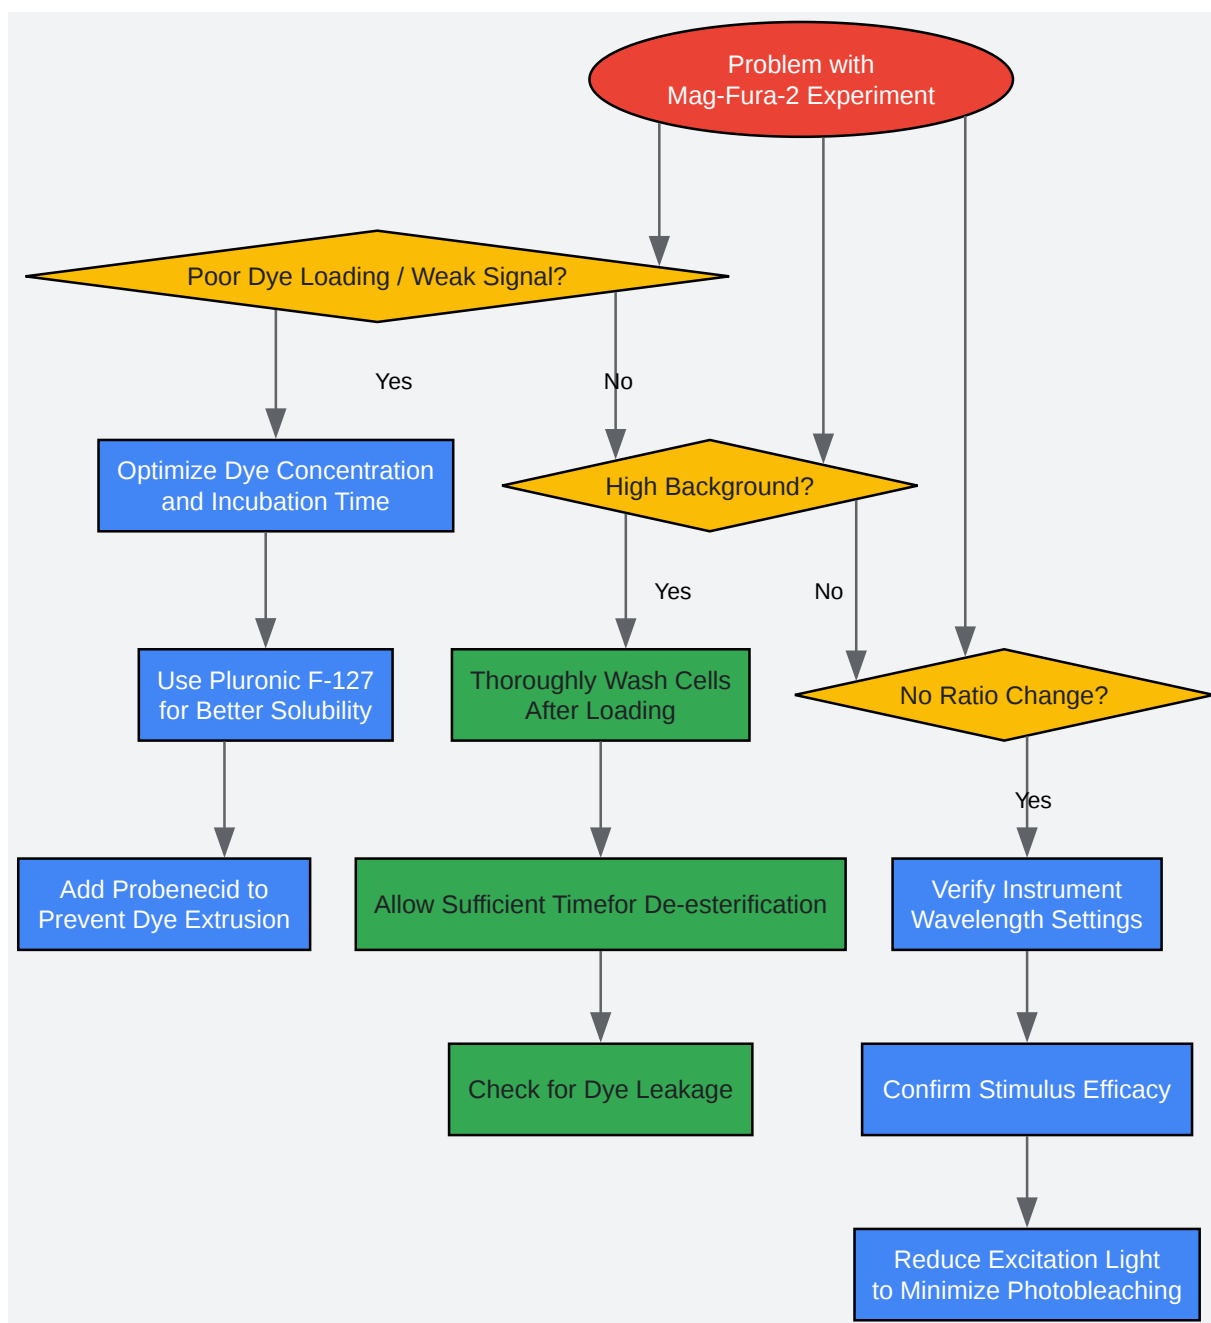 Problem with
Mag-Fura-2 Experiment
Poor Dye Loading / Weak Signal?
Yes
No
Optimize Dye Concentration
and Incubation Time
High Background?
Yes
No
Use Pluronic F-127
for Better Solubility
Thoroughly Wash Cells
After Loading
No Ratio Change?
Yes
Add Probenecid to
Prevent Dye Extrusion
Allow Sufficient Timefor De-esterification
Verify Instrument
Wavelength Settings
Check for Dye Leakage
Confirm Stimulus Efficacy
Reduce Excitation Light
to Minimize Photobleaching